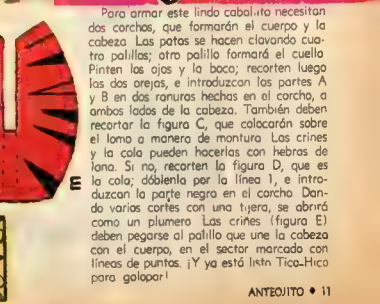 Para armar este lindo caballito necesitan
dos corchos, que formarán el cuerpo y la
cabeza Las patas se hacen clavando cua-
tro palillos; otro palillo formará el cuello
Pinten los ojos y la boca; recorten luego
las dos orejas, e introduzcan las partes A
y B en dos ranuras hechas en el corcho, a
ambos lados de la cabeza. También deben
recortar la figura C, que colocarán sobre
el lomo a manera de montura Las crines
y la cola pueden hacerlas con hebras de
lana. Si no, recorten la figura D, que es
la cola; dóblenla por la línea 1, e intro-
duzcan la parte negra en el corcho Dan-
do varios cortes con una tijera, se abrirá
como un plumero Las crines (figura E)
deben pegarse al palillo que une la cabeza
con el cuerpo, en el sector marcado con
líneas de puntos. ¡Y ya está listo Tico-Hico
para galopar!
E
ANTEOJITO • 11